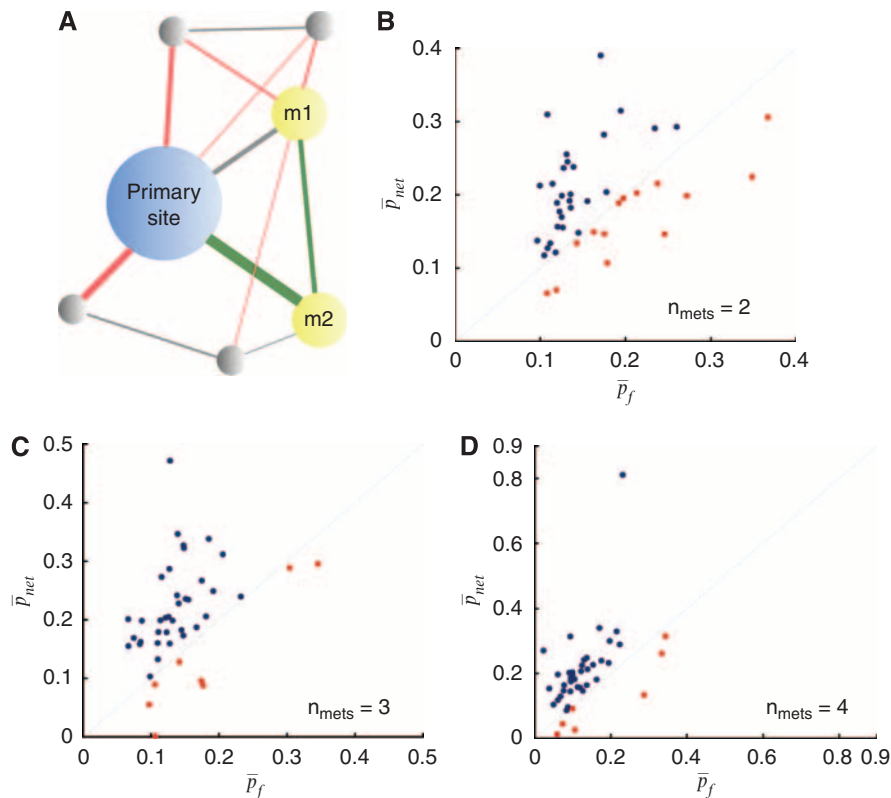 A
m1
Primary
site
m2
B
0.4
0.3
0.2
0.1
0
p̅net
nmets = 2
0 0.1 0.2 0.3 0.4
p̅f
C
0.5
0.4
0.3
0.2
0.1
0
p̅net
nmets = 3
0 0.1 0.2 0.3 0.4 0.5
p̅f
D
0.9
0.8
0.6
0.4
0.2
0
p̅net
nmets = 4
0 0.2 0.4 0.6 0.8 0.9
p̅f